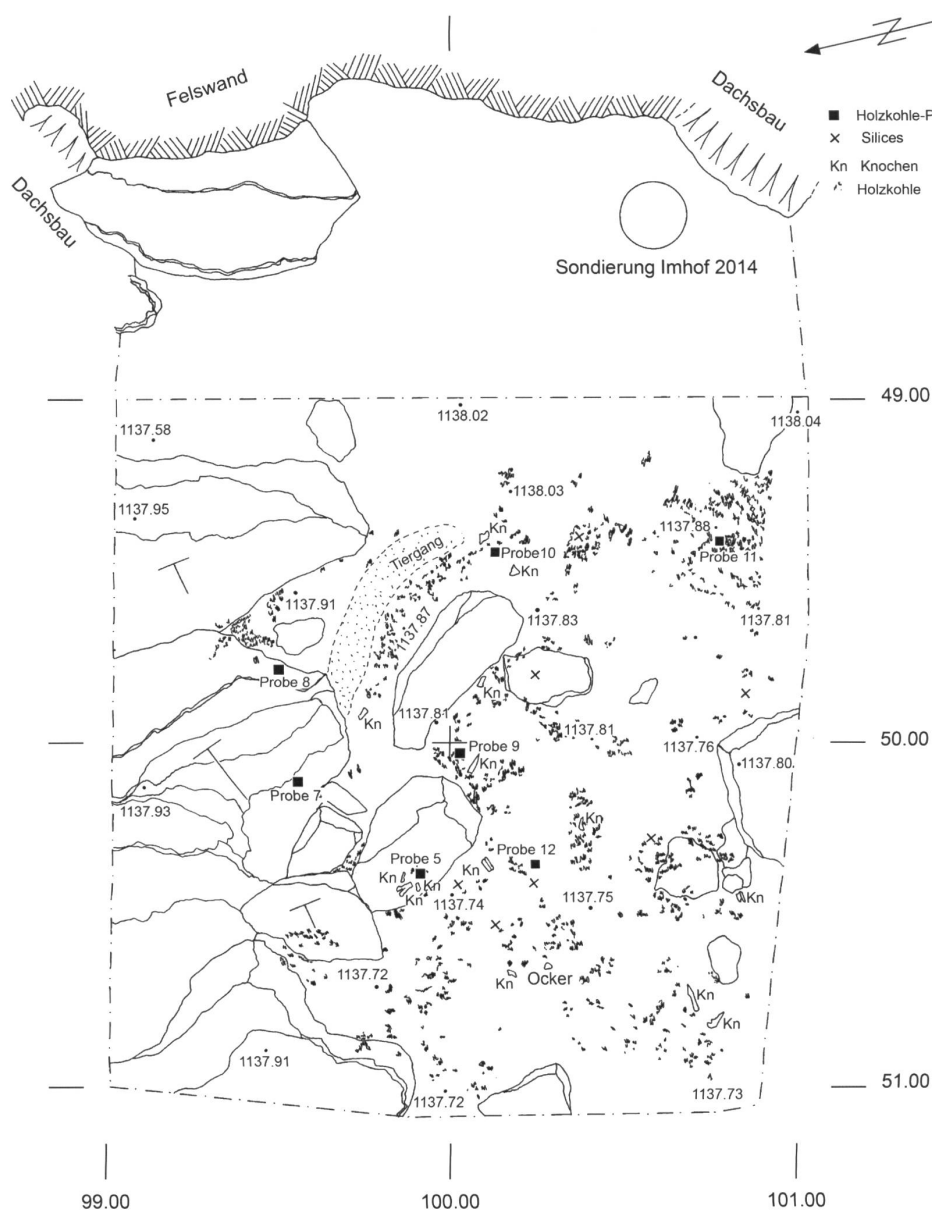 Felswand
Dachsbau
Holzkohle-P
Silices
Kn Knochen
Holzkohle
Dachsbau
Sondierung Imhof 2014
49.00
1138.02
1138.04
1137.58
1138.03
1137.95
1137.88
Kn
Tiergang
Probe10
Probe 11
Kn
1137.91
1137.87
1137.83
1137.81
Probe 8
Kn
Kn
1137.81
1137.81
1137.76
50.00
Probe 9
Kn
1137.80
Probe 7
1137.93
Kn
Probe 5
Probe 12
Kn
Kn
Kn
Kn
Kn
1137.74
1137.75
1137.72
Kn
Ocker
Kn
Kn
1137.91
1137.72
1137.73
51.00
99.00
100.00
101.00